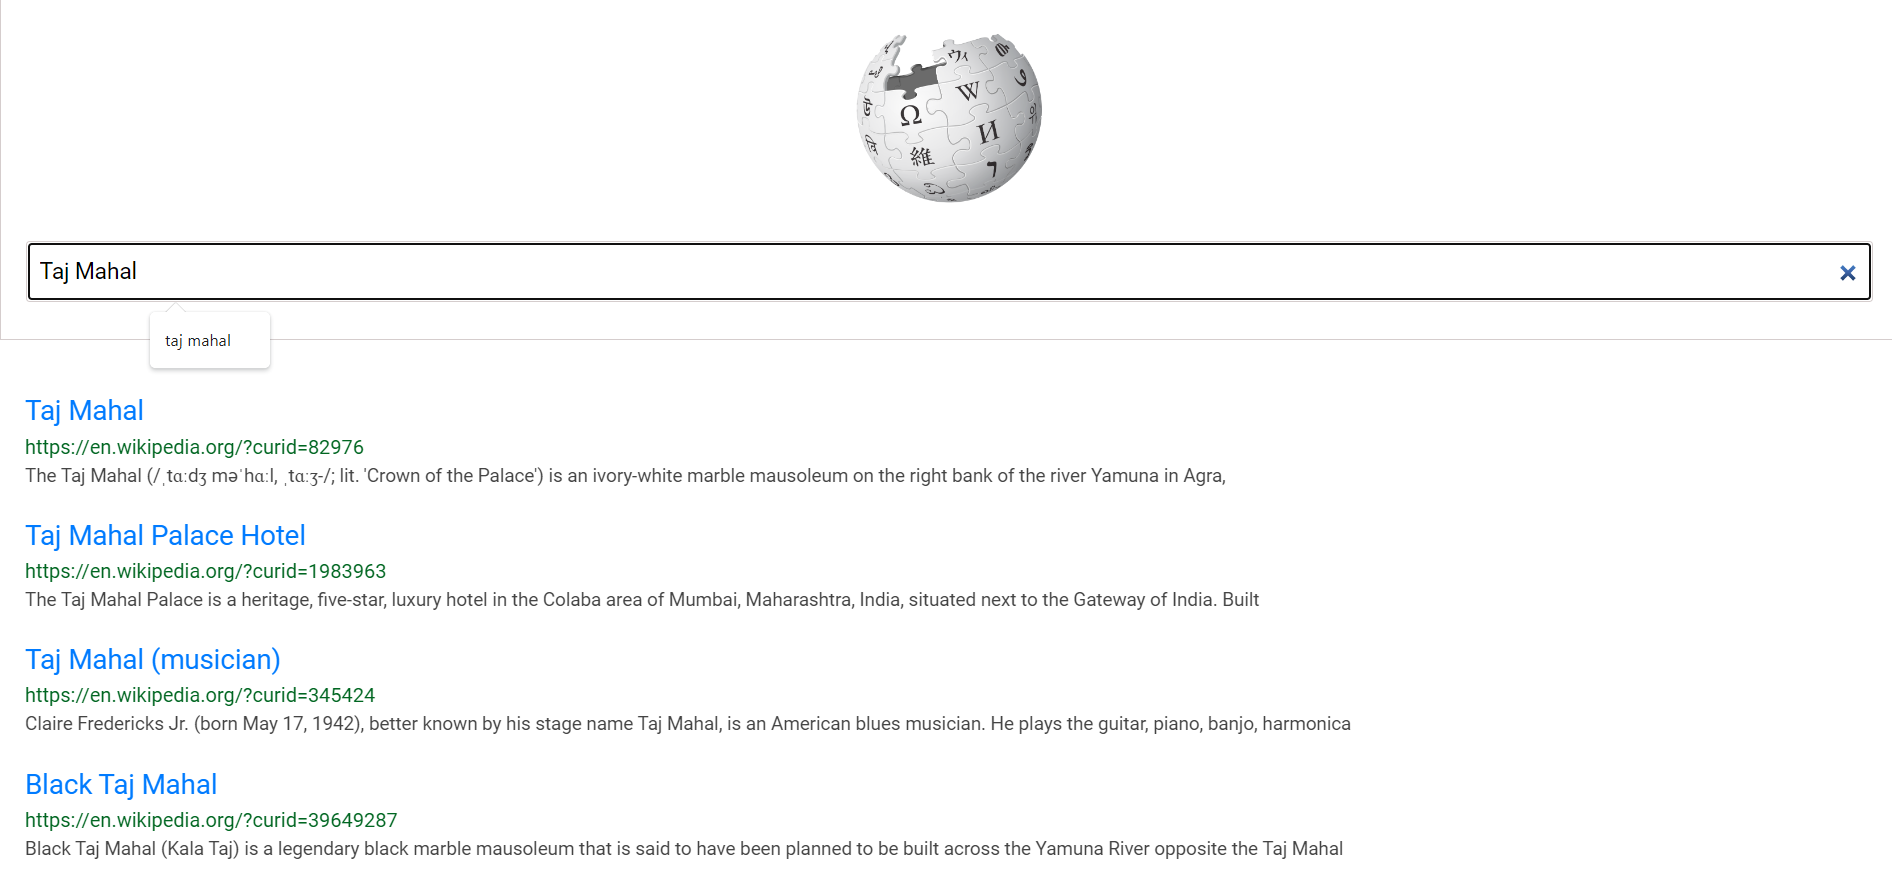 Taj Mahal
taj mahal
Taj Mahal
https://en.wikipedia.org/?curid=82976
The Taj Mahal (/ˌtɑːdʒ məˈhɑːl, ˌtɑːʒ-/; lit. 'Crown of the Palace') is an ivory-white marble mausoleum on the right bank of the river Yamuna in Agra,
Taj Mahal Palace Hotel
https://en.wikipedia.org/?curid=1983963
The Taj Mahal Palace is a heritage, five-star, luxury hotel in the Colaba area of Mumbai, Maharashtra, India, situated next to the Gateway of India. Built
Taj Mahal (musician)
https://en.wikipedia.org/?curid=345424
Claire Fredericks Jr. (born May 17, 1942), better known by his stage name Taj Mahal, is an American blues musician. He plays the guitar, piano, banjo, harmonica
Black Taj Mahal
https://en.wikipedia.org/?curid=39649287
Black Taj Mahal (Kala Taj) is a legendary black marble mausoleum that is said to have been planned to be built across the Yamuna River opposite the Taj Mahal